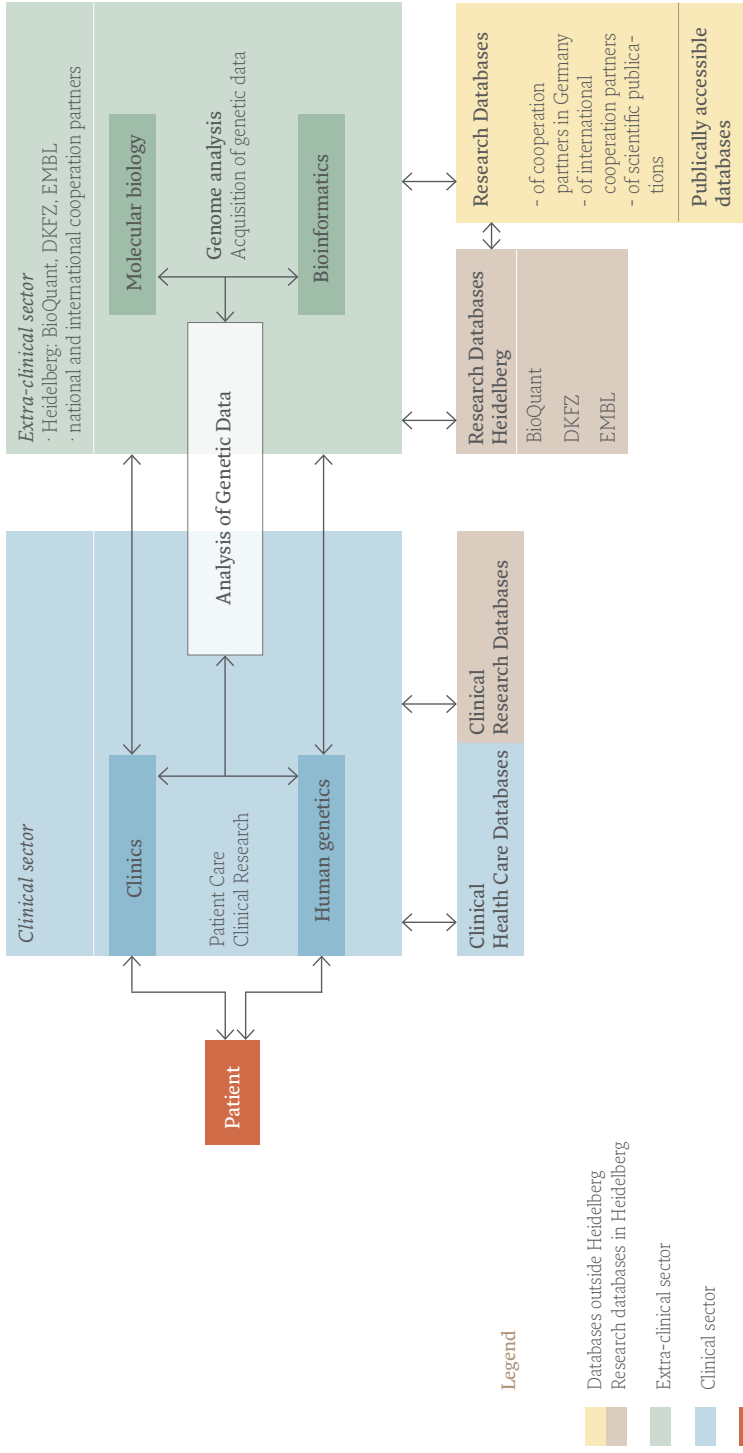 Clinical sector
Extra-clinical sector
· Heidelberg: BioQuant, DKFZ, EMBL
· national and international cooperation partners
Patient
Clinics
Patient Care
Clinical Research
Human genetics
Analysis of Genetic Data
Molecular biology
Genome analysis
Acquisition of genetic data
Bioinformatics
Clinical
Health Care Databases
Clinical
Research Databases
Research Databases
Heidelberg
BioQuant
DKFZ
EMBL
Research Databases
- of cooperation
partners in Germany
- of international
cooperation partners
- of scientific publica-
tions
Publically accessible
databases
Legend
Databases outside Heidelberg
Research databases in Heidelberg
Extra-clinical sector
Clinical sector